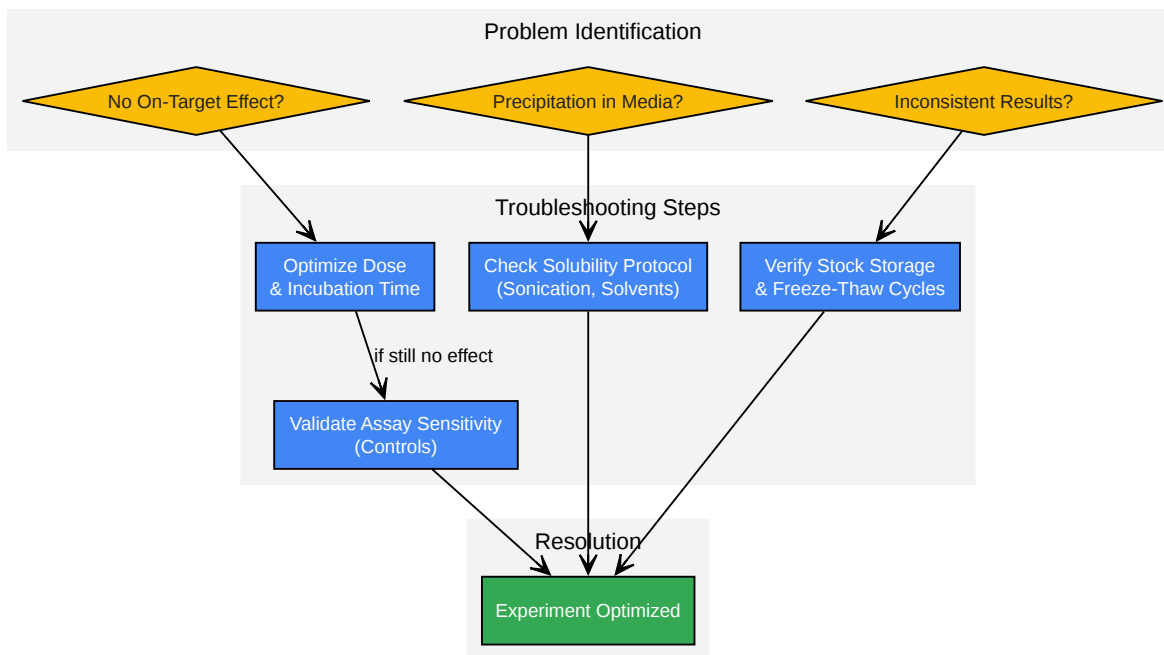 Problem Identification
No On-Target Effect?
Precipitation in Media?
Inconsistent Results?
Troubleshooting Steps
Optimize Dose
& Incubation Time
Check Solubility Protocol
(Sonication, Solvents)
Verify Stock Storage
& Freeze-Thaw Cycles
if still no effect
Validate Assay Sensitivity
(Controls)
Resolution
Experiment Optimized